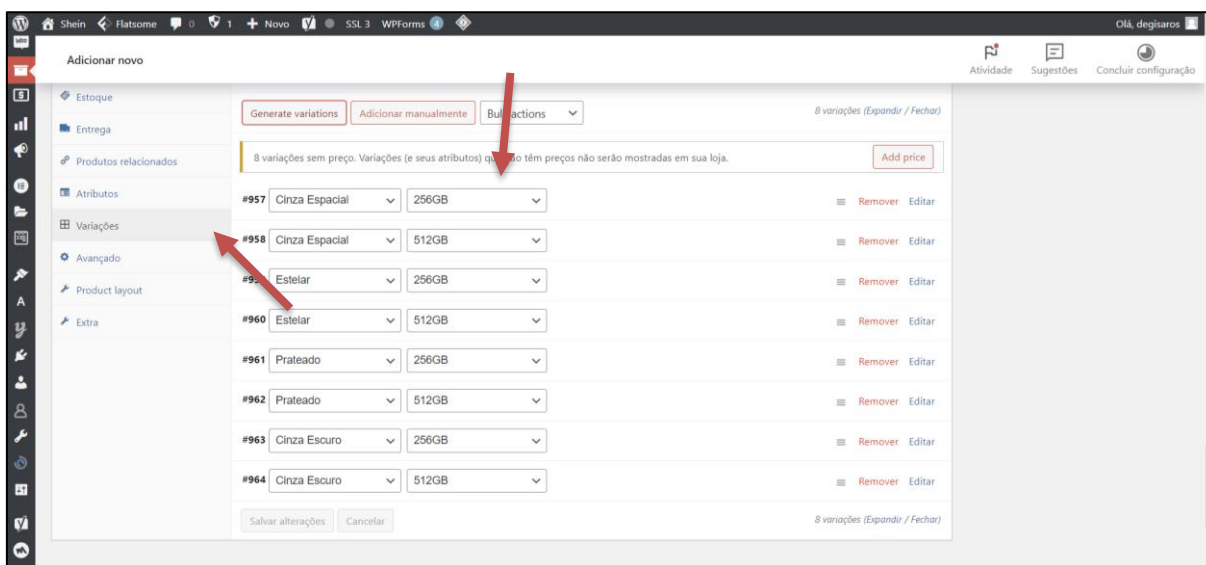 Shein Flatsome 0 1 + Novo SSL 3 WPForms 4 Olá, degisaros
Adicionar novo
Atividade Sugestões Concluir configuração
Estoque
Entrega
Produtos relacionados
Atributos
Variações
Avançado
Product layout
Extra
Generate variations Adicionar manualmente Bulk actions 8 variações (Expandir / Fechar)
8 variações sem preço. Variações (e seus atributos) que não têm preços não serão mostradas em sua loja. Add price
#957 Cinza Espacial 256GB Remover Editar
#958 Cinza Espacial 512GB Remover Editar
Estelar 256GB Remover Editar
#960 Estelar 512GB Remover Editar
#961 Prateado 256GB Remover Editar
#962 Prateado 512GB Remover Editar
#963 Cinza Escuro 256GB Remover Editar
#964 Cinza Escuro 512GB Remover Editar
Salvar alterações Cancelar 8 variações (Expandir / Fechar)